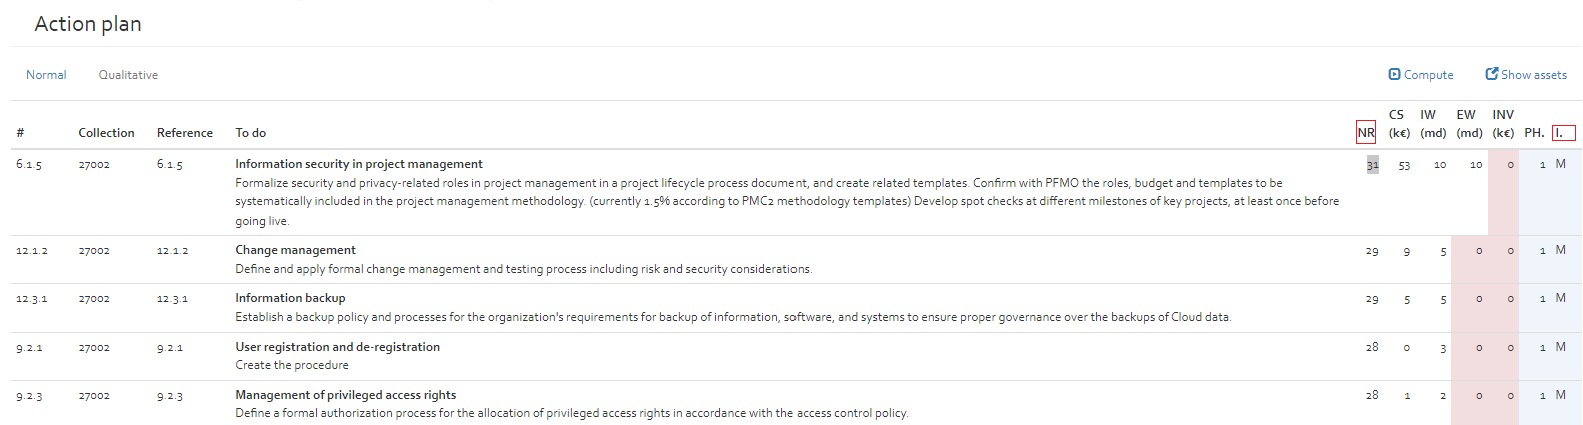 Action plan
Normal Qualitative Compute Show assets
# Collection Reference To do NR CS (k€) IW (md) EW (md) INV (k€) PH. I.
6.1.5 27002 6.1.5 Information security in project management 31 53 10 10 0 1 M
Formalize security and privacy-related roles in project management in a project lifecycle process document, and create related templates. Confirm with PFMO the roles, budget and templates to be
systematically included in the project management methodology. (currently 1.5% according to PMC2 methodology templates) Develop spot checks at different milestones of key projects, at least once before
going live.
12.1.2 27002 12.1.2 Change management 29 9 5 0 0 1 M
Define and apply formal change management and testing process including risk and security considerations.
12.3.1 27002 12.3.1 Information backup 29 5 5 0 0 1 M
Establish a backup policy and processes for the organization's requirements for backup of information, software, and systems to ensure proper governance over the backups of Cloud data.
9.2.1 27002 9.2.1 User registration and de-registration 28 0 3 0 0 1 M
Create the procedure
9.2.3 27002 9.2.3 Management of privileged access rights 28 1 2 0 0 1 M
Define a formal authorization process for the allocation of privileged access rights in accordance with the access control policy.